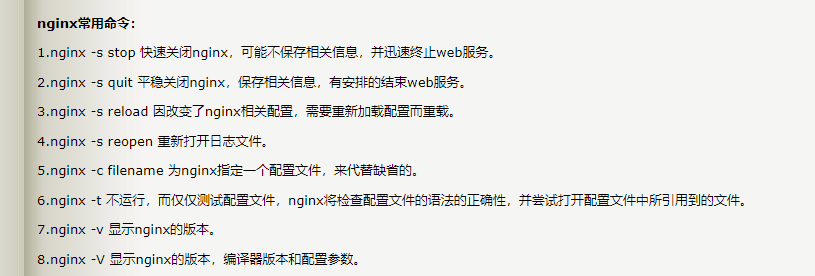 nginx常用命令：
1.nginx -s stop 快速关闭nginx，可能不保存相关信息，并迅速终止web服务。
2.nginx -s quit 平稳关闭nginx，保存相关信息，有安排的结束web服务。
3.nginx -s reload 因改变了nginx相关配置，需要重新加载配置而重载。
4.nginx -s reopen 重新打开日志文件。
5.nginx -c filename 为nginx指定一个配置文件，来代替缺省的。
6.nginx -t 不运行，而仅仅测试配置文件，nginx将检查配置文件的语法的正确性，并尝试打开配置文件中所引用到的文件。
7.nginx -v 显示nginx的版本。
8.nginx -V 显示nginx的版本，编译器版本和配置参数。